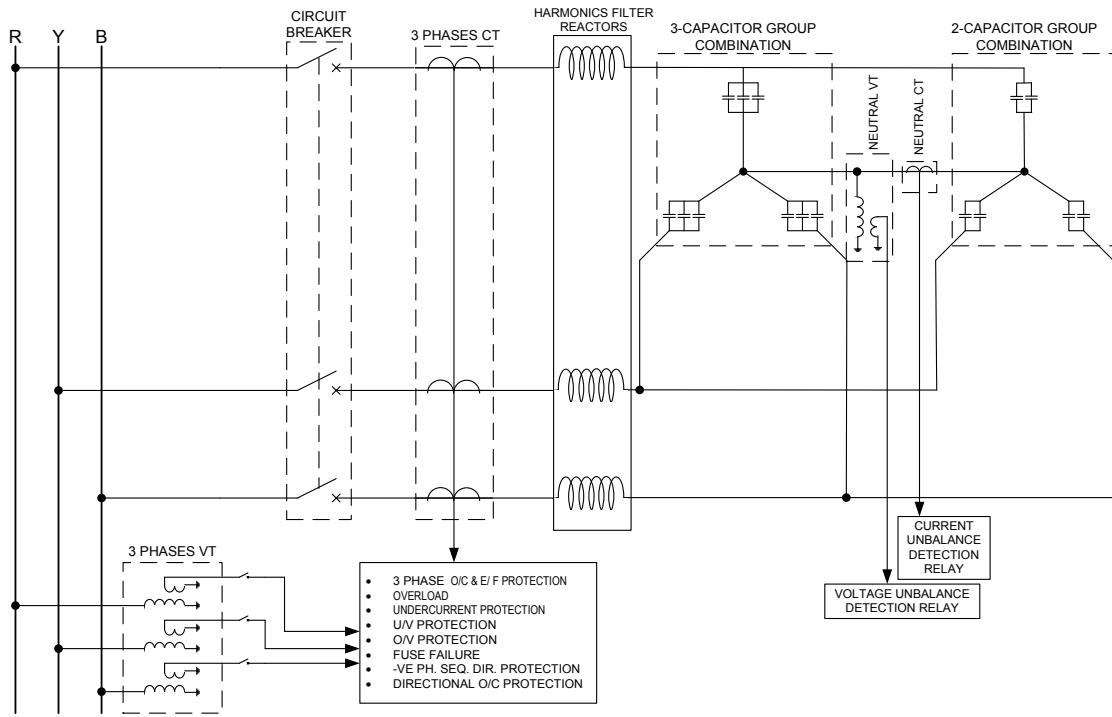 R Y B
CIRCUIT
BREAKER
3 PHASES CT
HARMONICS FILTER
REACTORS
3-CAPACITOR GROUP
COMBINATION
2-CAPACITOR GROUP
COMBINATION
NEUTRAL VT
NEUTRAL CT
3 PHASES VT
• 3 PHASE O/C & E/ F PROTECTION
• OVERLOAD
• UNDERCURRENT PROTECTION
• U/V PROTECTION
• O/V PROTECTION
• FUSE FAILURE
• -VE PH. SEQ. DIR. PROTECTION
• DIRECTIONAL O/C PROTECTION
CURRENT
UNBALANCE
DETECTION
RELAY
VOLTAGE UNBALANCE
DETECTION RELAY